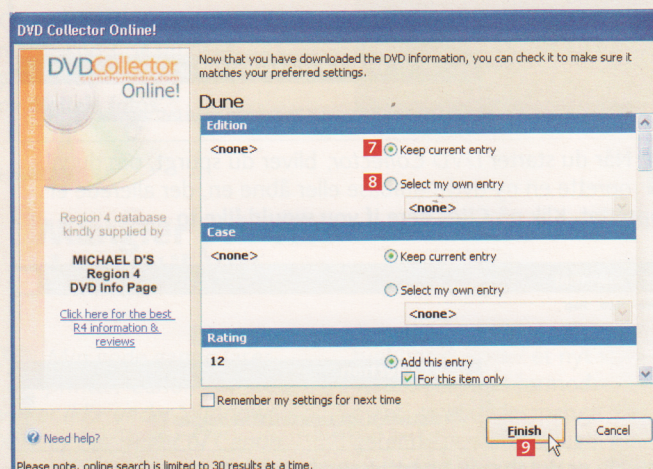 DVD Collector Online!
DVDCollector
crunchymedia.com
Online!
CrunchyMedia.com, All Rights Reserved.
Region 4 database
kindly supplied by
MICHAEL D'S
Region 4
DVD Info Page
Click here for the best
R4 information &
reviews
Now that you have downloaded the DVD information, you can check it to make sure it
matches your preferred settings.
Dune
Edition
<none>
7 Keep current entry
8 Select my own entry
<none>
Case
<none>
Keep current entry
Select my own entry
<none>
Rating
12
Add this entry
For this item only
Remember my settings for next time
Need help?
Finish
9
Cancel
Please note, online search is limited to 30 results at a time.